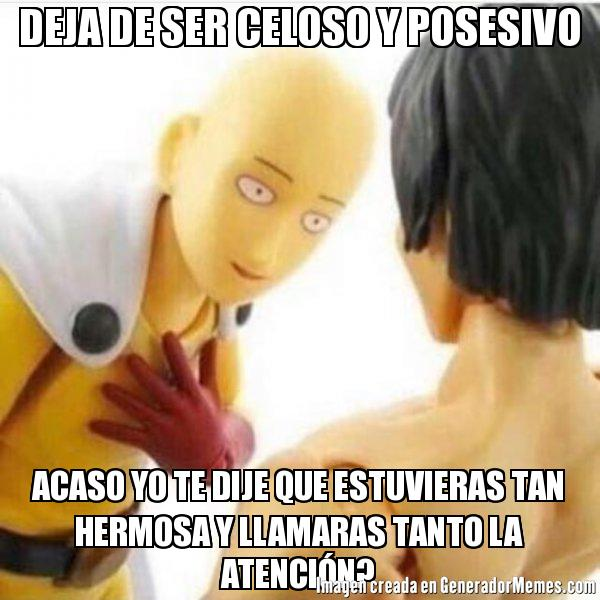 DEJA DE SER CELOSO Y POSESIVO
ACASO YO TE DIJE QUE ESTUVIERAS TAN
HERMOSA Y LLAMARAS TANTO LA
ATENCIÓN?
Imagen creada en GeneradorMemes.com